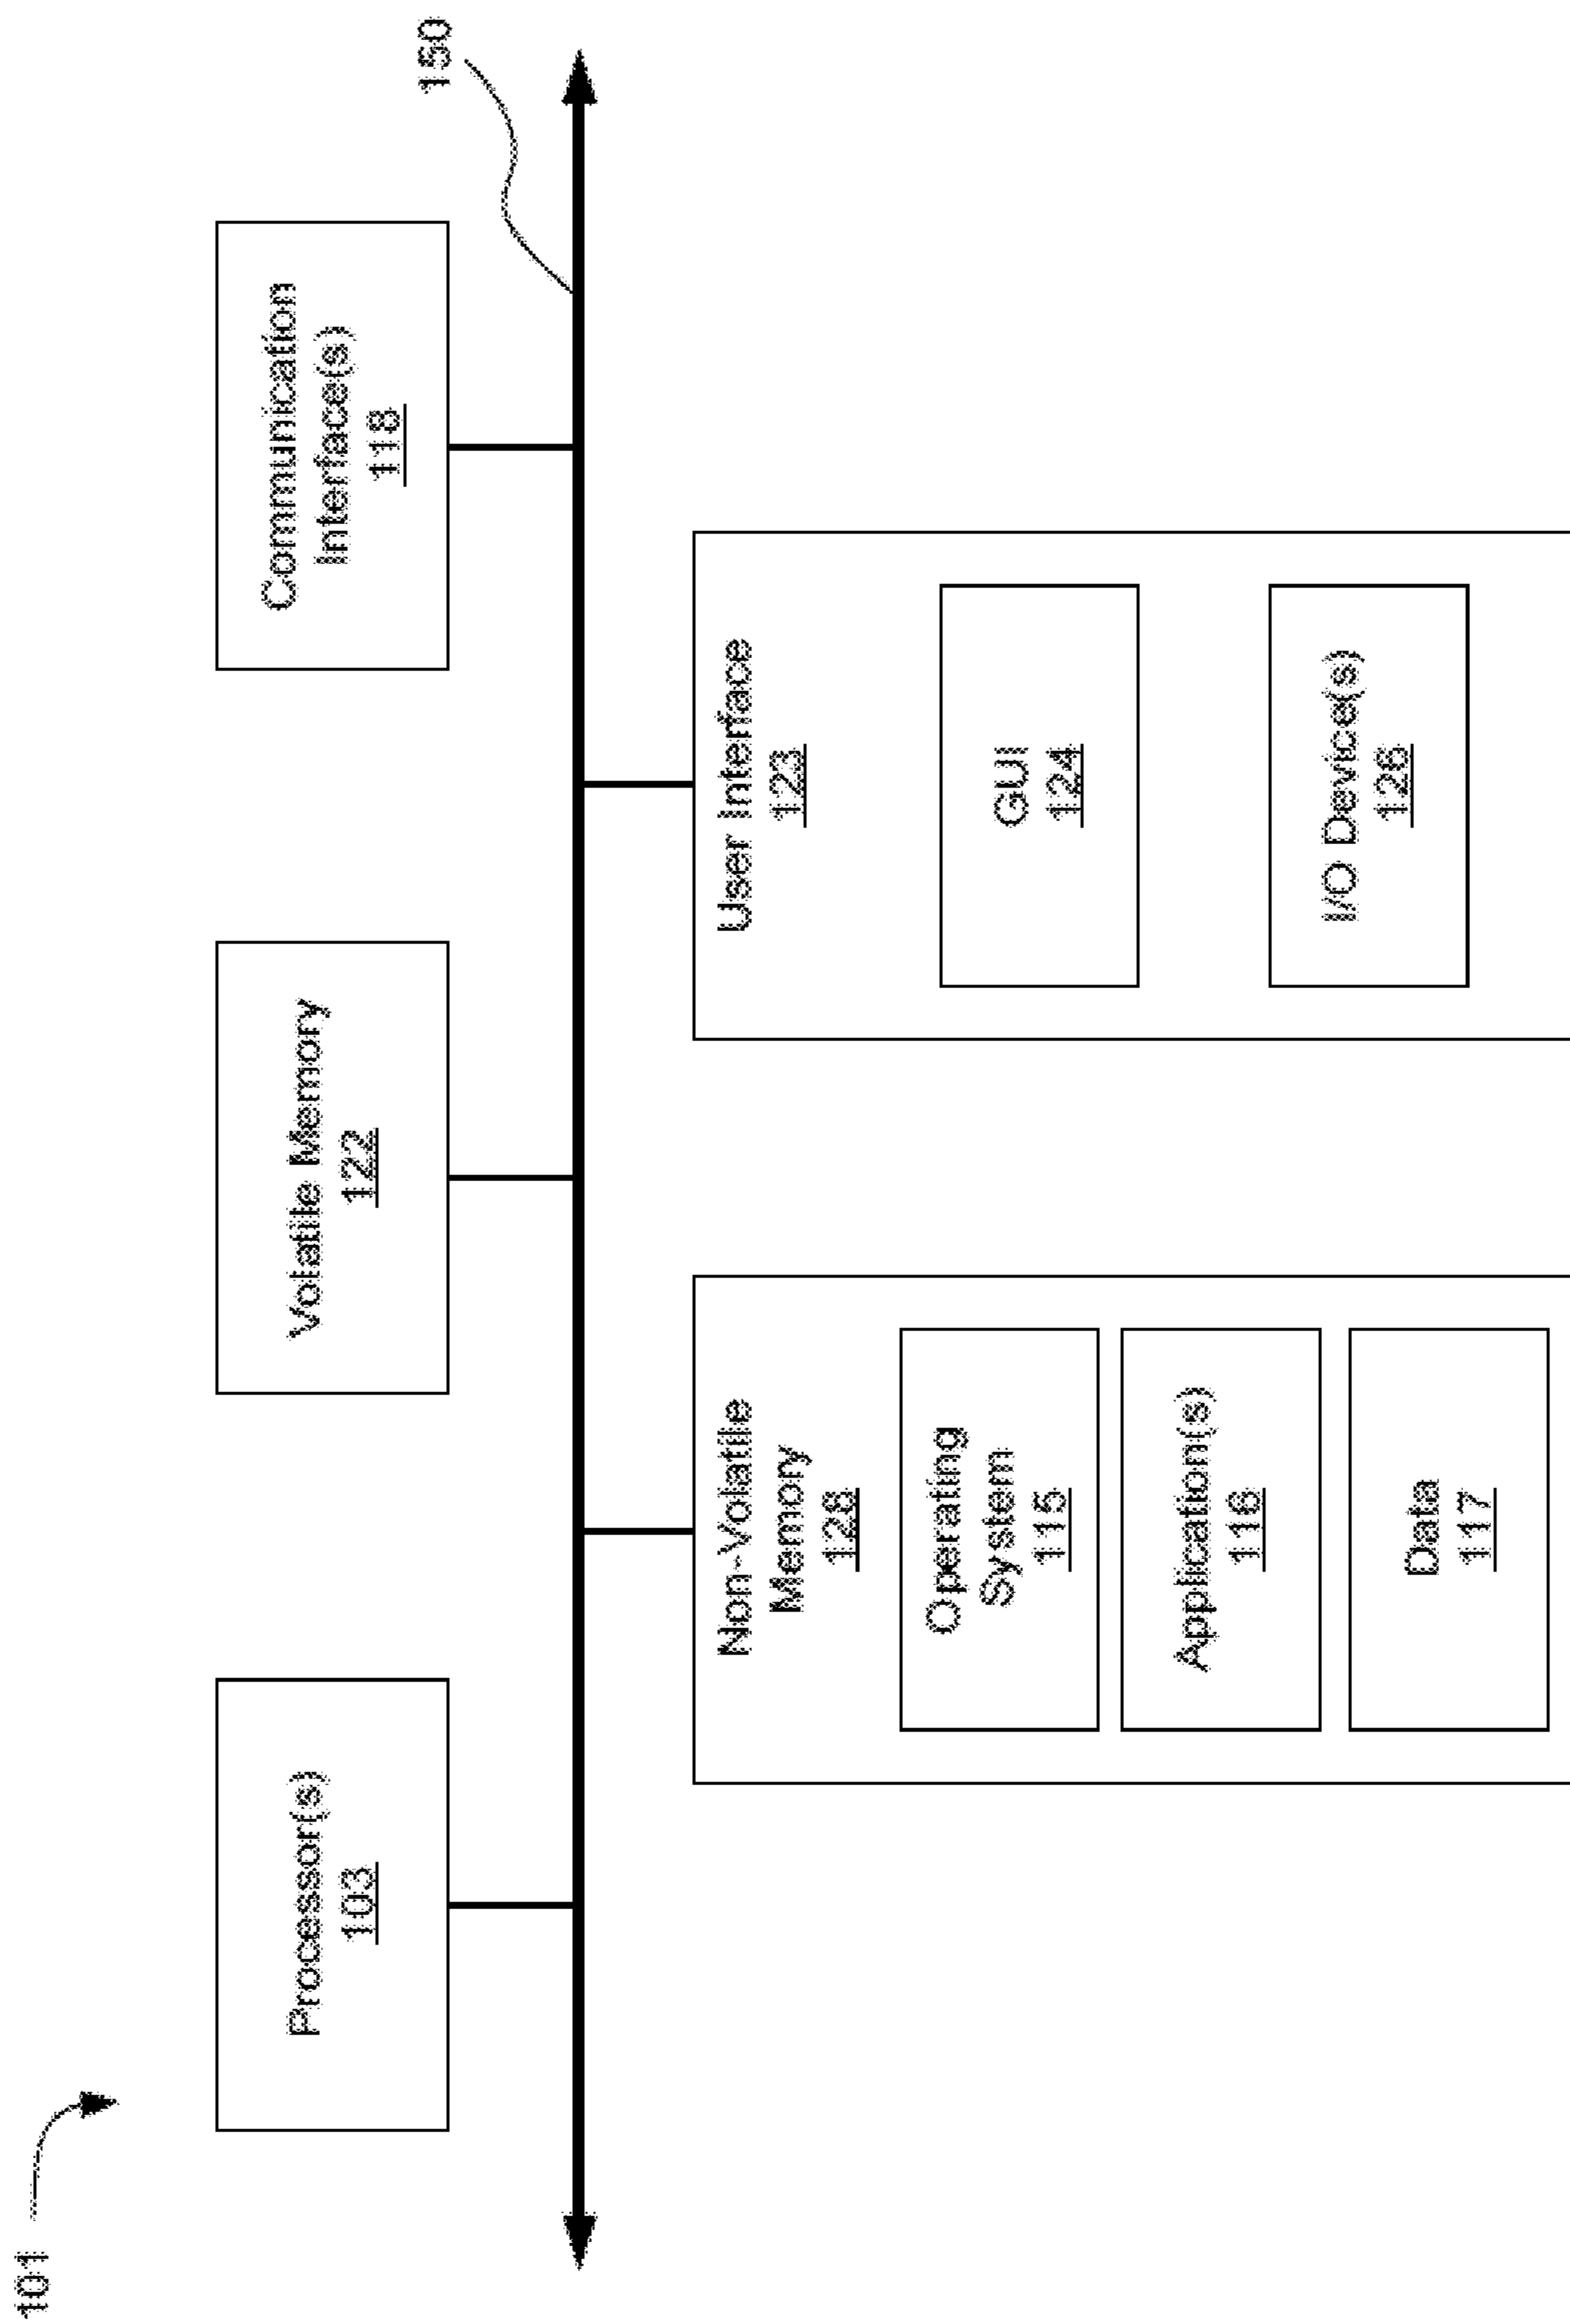 101
Processor(s)
103
Volatile Memory
122
Communication
Interface(s)
118
150
Non-Volatile
Memory
128
Operating
System
115
Application(s)
116
Data
117
User Interface
123
GUI
124
I/O Device(s)
126